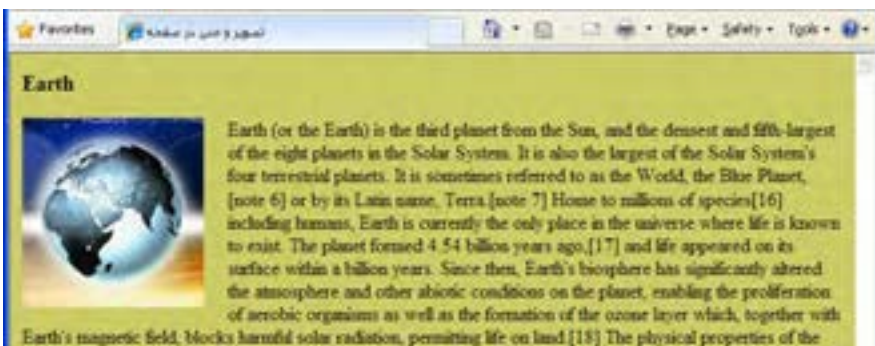 Favorites تصویر و متن در صفحه Page Safety Tools
Earth
Earth (or the Earth) is the third planet from the Sun, and the densest and fifth-largest
of the eight planets in the Solar System. It is also the largest of the Solar System's
four terrestrial planets. It is sometimes referred to as the World, the Blue Planet,
[note 6] or by its Latin name, Terra.[note 7] Home to millions of species[16]
including humans, Earth is currently the only place in the universe where life is known
to exist. The planet formed 4.54 billion years ago,[17] and life appeared on its
surface within a billion years. Since then, Earth's biosphere has significantly altered
the atmosphere and other abiotic conditions on the planet, enabling the proliferation
of aerobic organisms as well as the formation of the ozone layer which, together with
Earth's magnetic field, blocks harmful solar radiation, permitting life on land.[18] The physical properties of the